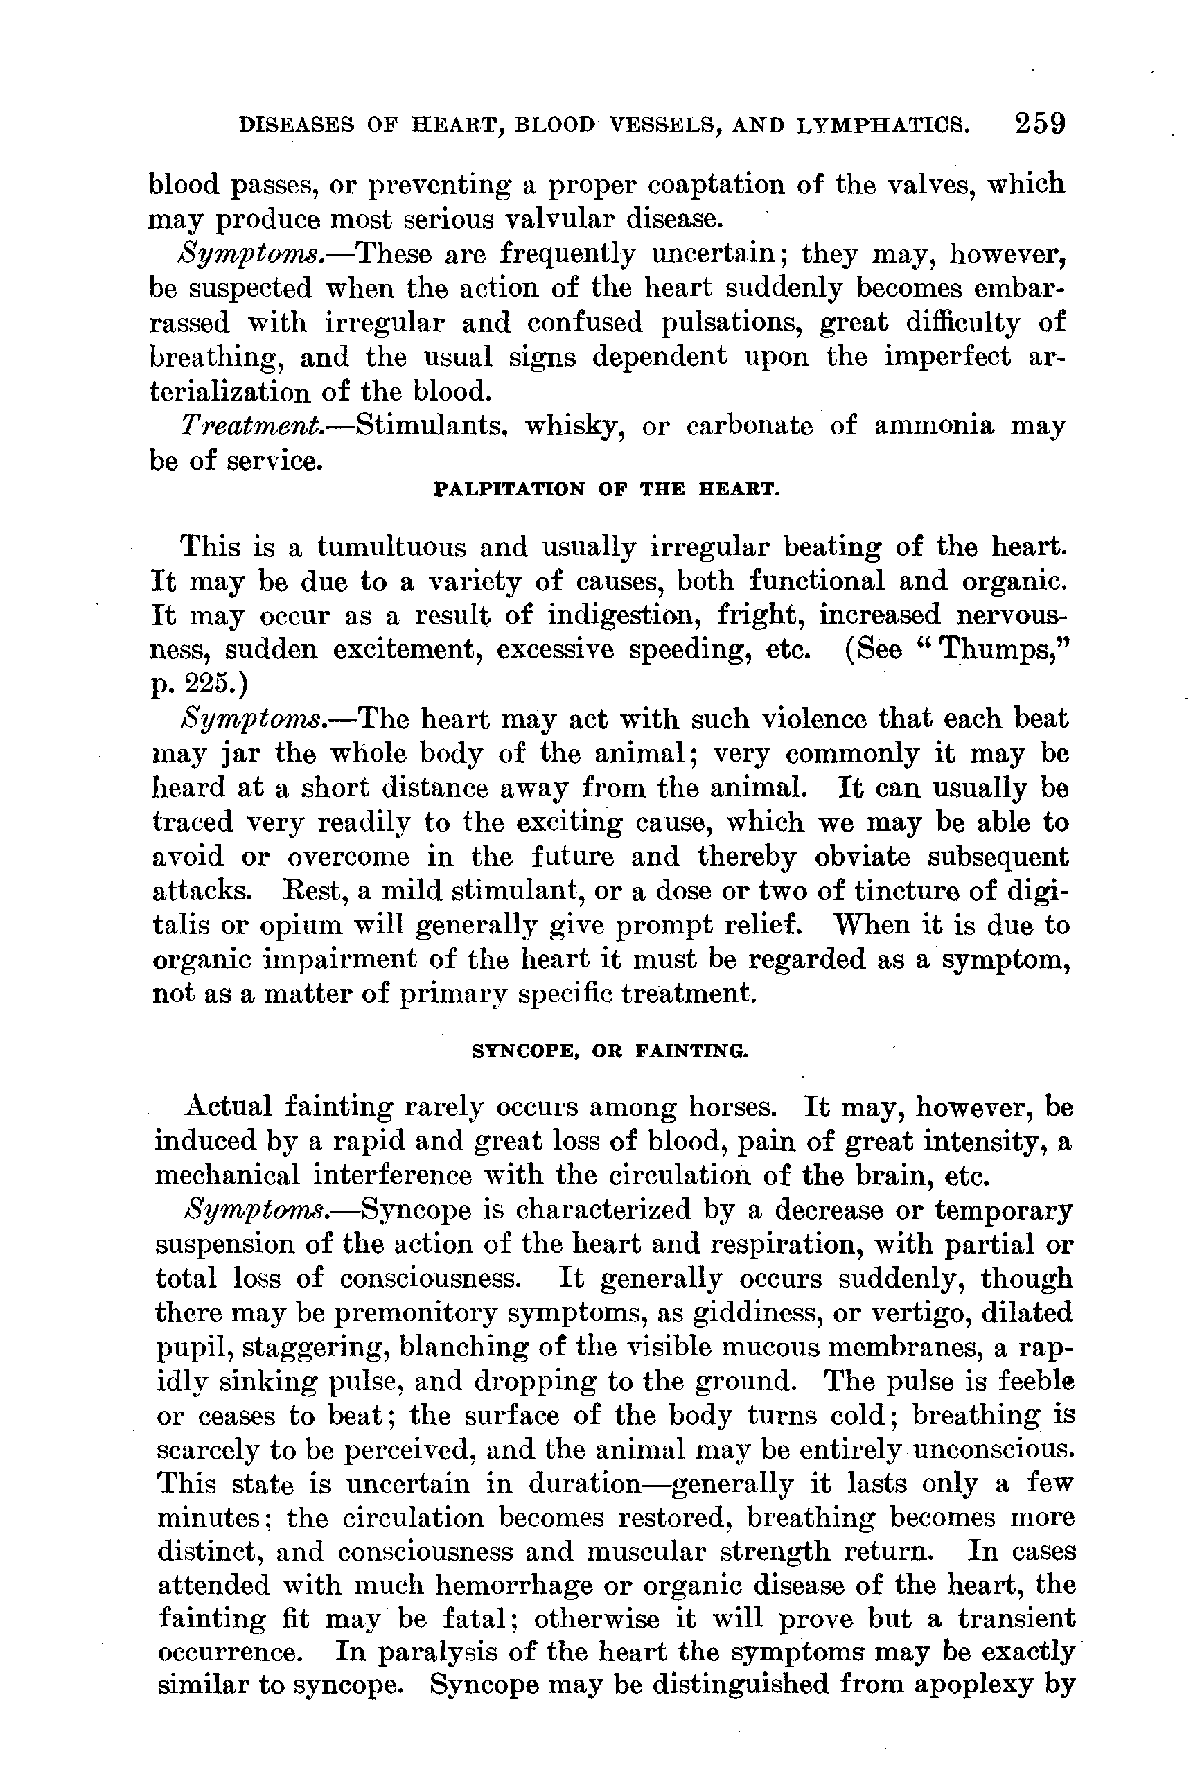 DISEASES OF HEART, BLOOD VESSELS, AND LYMPHATICS. 259
blood passes, or preventing a proper coaptation of the valves, which
may produce most serious valvular disease.
Symptoms.—These are frequently uncertain; they may, however,
be suspected when the action of the heart suddenly becomes embar-
rassed with irregular and confused pulsations, great difficulty of
breathing, and the usual signs dependent upon the imperfect ar-
terialization of the blood.
Treatment.—Stimulants, whisky, or carbonate of ammonia may
be of service.
PALPITATION OF THE HEART.
This is a tumultuous and usually irregular beating of the heart.
It may be due to a variety of causes, both functional and organic.
It may occur as a result of indigestion, fright, increased nervous-
ness, sudden excitement, excessive speeding, etc. (See "Thumps,"
p. 225.)
Symptoms.—The heart may act with such violence that each beat
may jar the whole body of the animal; very commonly it may be
heard at a short distance away from the animal. It can usually be
traced very readily to the exciting cause, which we may be able to
avoid or overcome in the future and thereby obviate subsequent
attacks. Rest, a mild stimulant, or a dose or two of tincture of digi-
talis or opium will generally give prompt relief. When it is due to
organic impairment of the heart it must be regarded as a symptom,
not as a matter of primary specific treatment.
SYNCOPE, OR FAINTING.
Actual fainting rarely occurs among horses. It may, however, be
induced by a rapid and great loss of blood, pain of great intensity, a
mechanical interference with the circulation of the brain, etc.
Symptoms.—Syncope is characterized by a decrease or temporary
suspension of the action of the heart and respiration, with partial or
total loss of consciousness. It generally occurs suddenly, though
there may be premonitory symptoms, as giddiness, or vertigo, dilated
pupil, staggering, blanching of the visible mucous membranes, a rap-
idly sinking pulse, and dropping to the ground. The pulse is feeble
or ceases to beat; the surface of the body turns cold; breathing is
scarcely to be perceived, and the animal may be entirely unconscious.
This state is uncertain in duration—generally it lasts only a few
minutes; the circulation becomes restored, breathing becomes more
distinct, and consciousness and muscular strength return. In cases
attended with much hemorrhage or organic disease of the heart, the
fainting fit may be fatal; otherwise it will prove but a transient
occurrence. In paralysis of the heart the symptoms may be exactly
similar to syncope. Syncope may be distinguished from apoplexy by